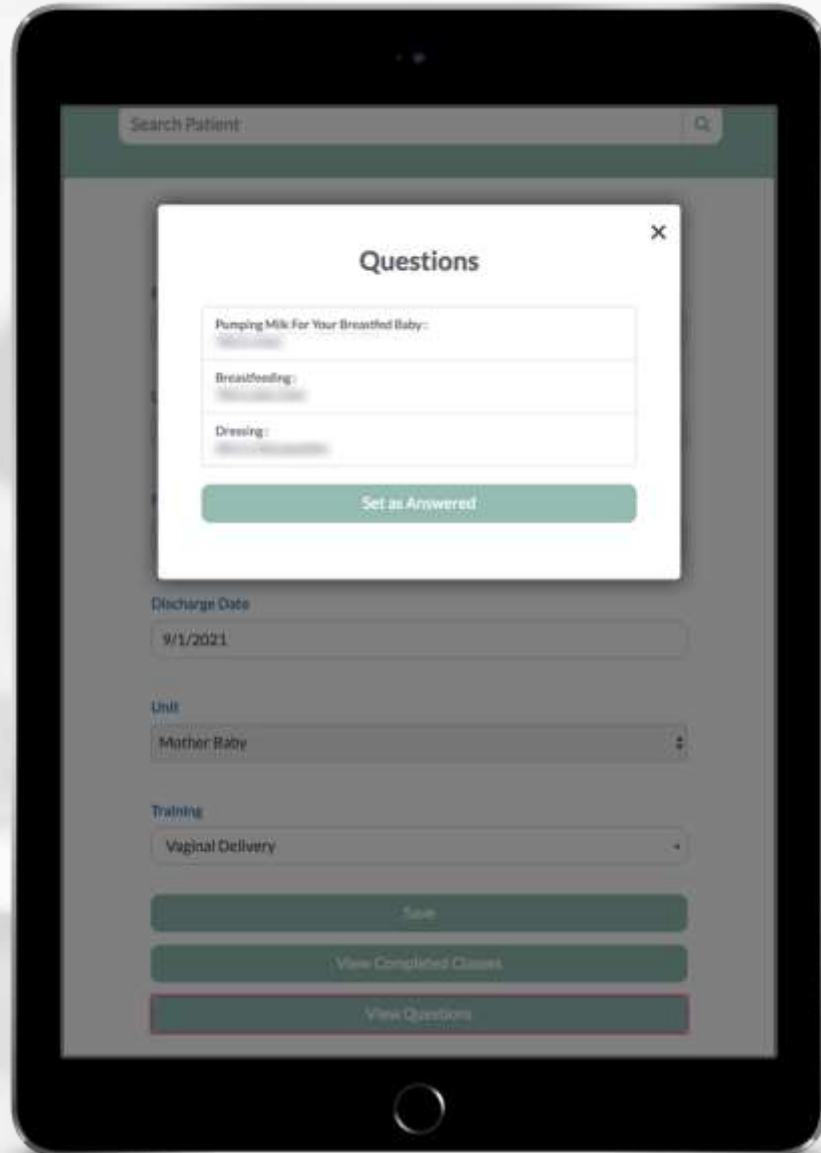 Search Patient
Questions
Pumping Milk For Your Breastfed Baby :
Breastfeeding :
Dressing :
Set as Answered
Discharge Date
9/1/2021
Unit
Mother Baby
Training
Vaginal Delivery
Save
View Completed Classes
View Questions